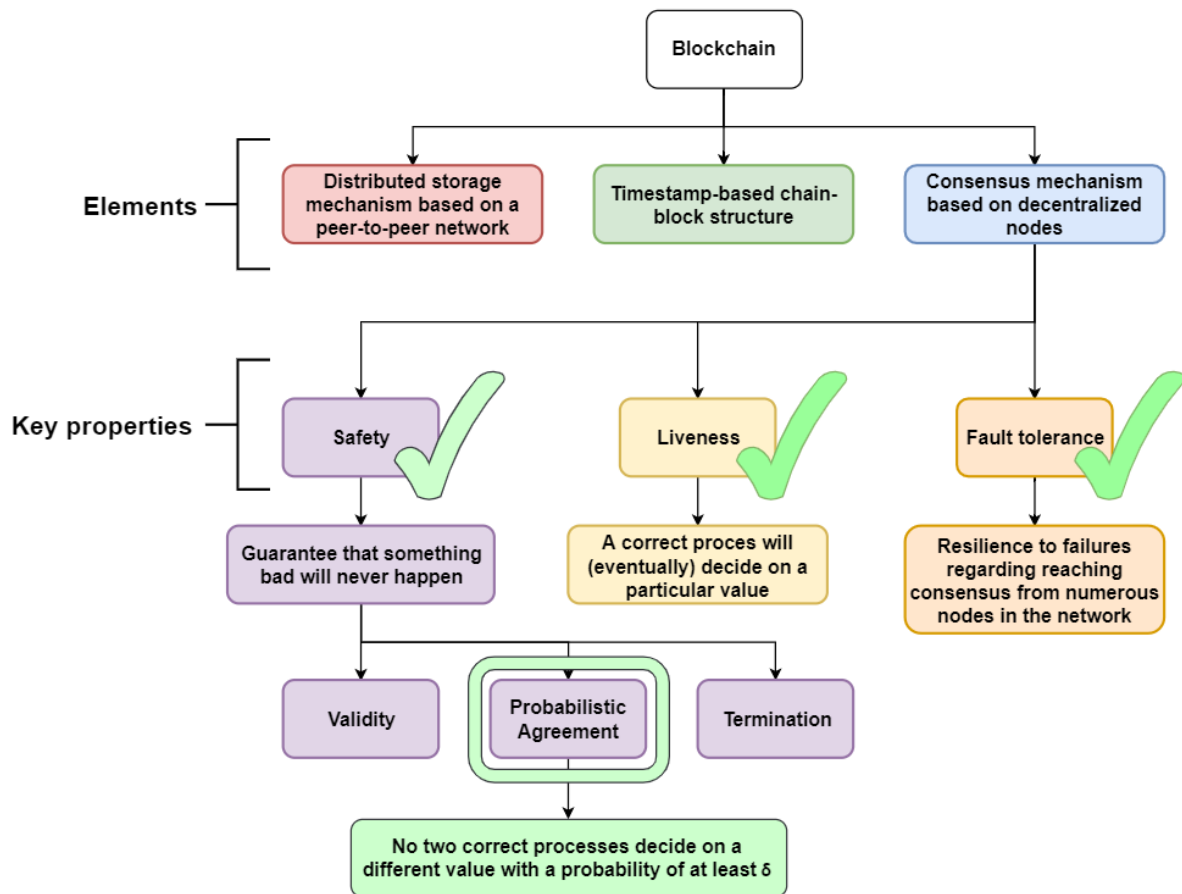 Blockchain
Elements
Distributed storage
mechanism based on a
peer-to-peer network
Timestamp-based chain-
block structure
Consensus mechanism
based on decentralized
nodes
Key properties
Safety
Liveness
Fault tolerance
Guarantee that something
bad will never happen
A correct proces will
(eventually) decide on a
particular value
Resilience to failures
regarding reaching
consensus from numerous
nodes in the network
Validity
Probabilistic
Agreement
Termination
No two correct processes decide on a
different value with a probability of at least δ